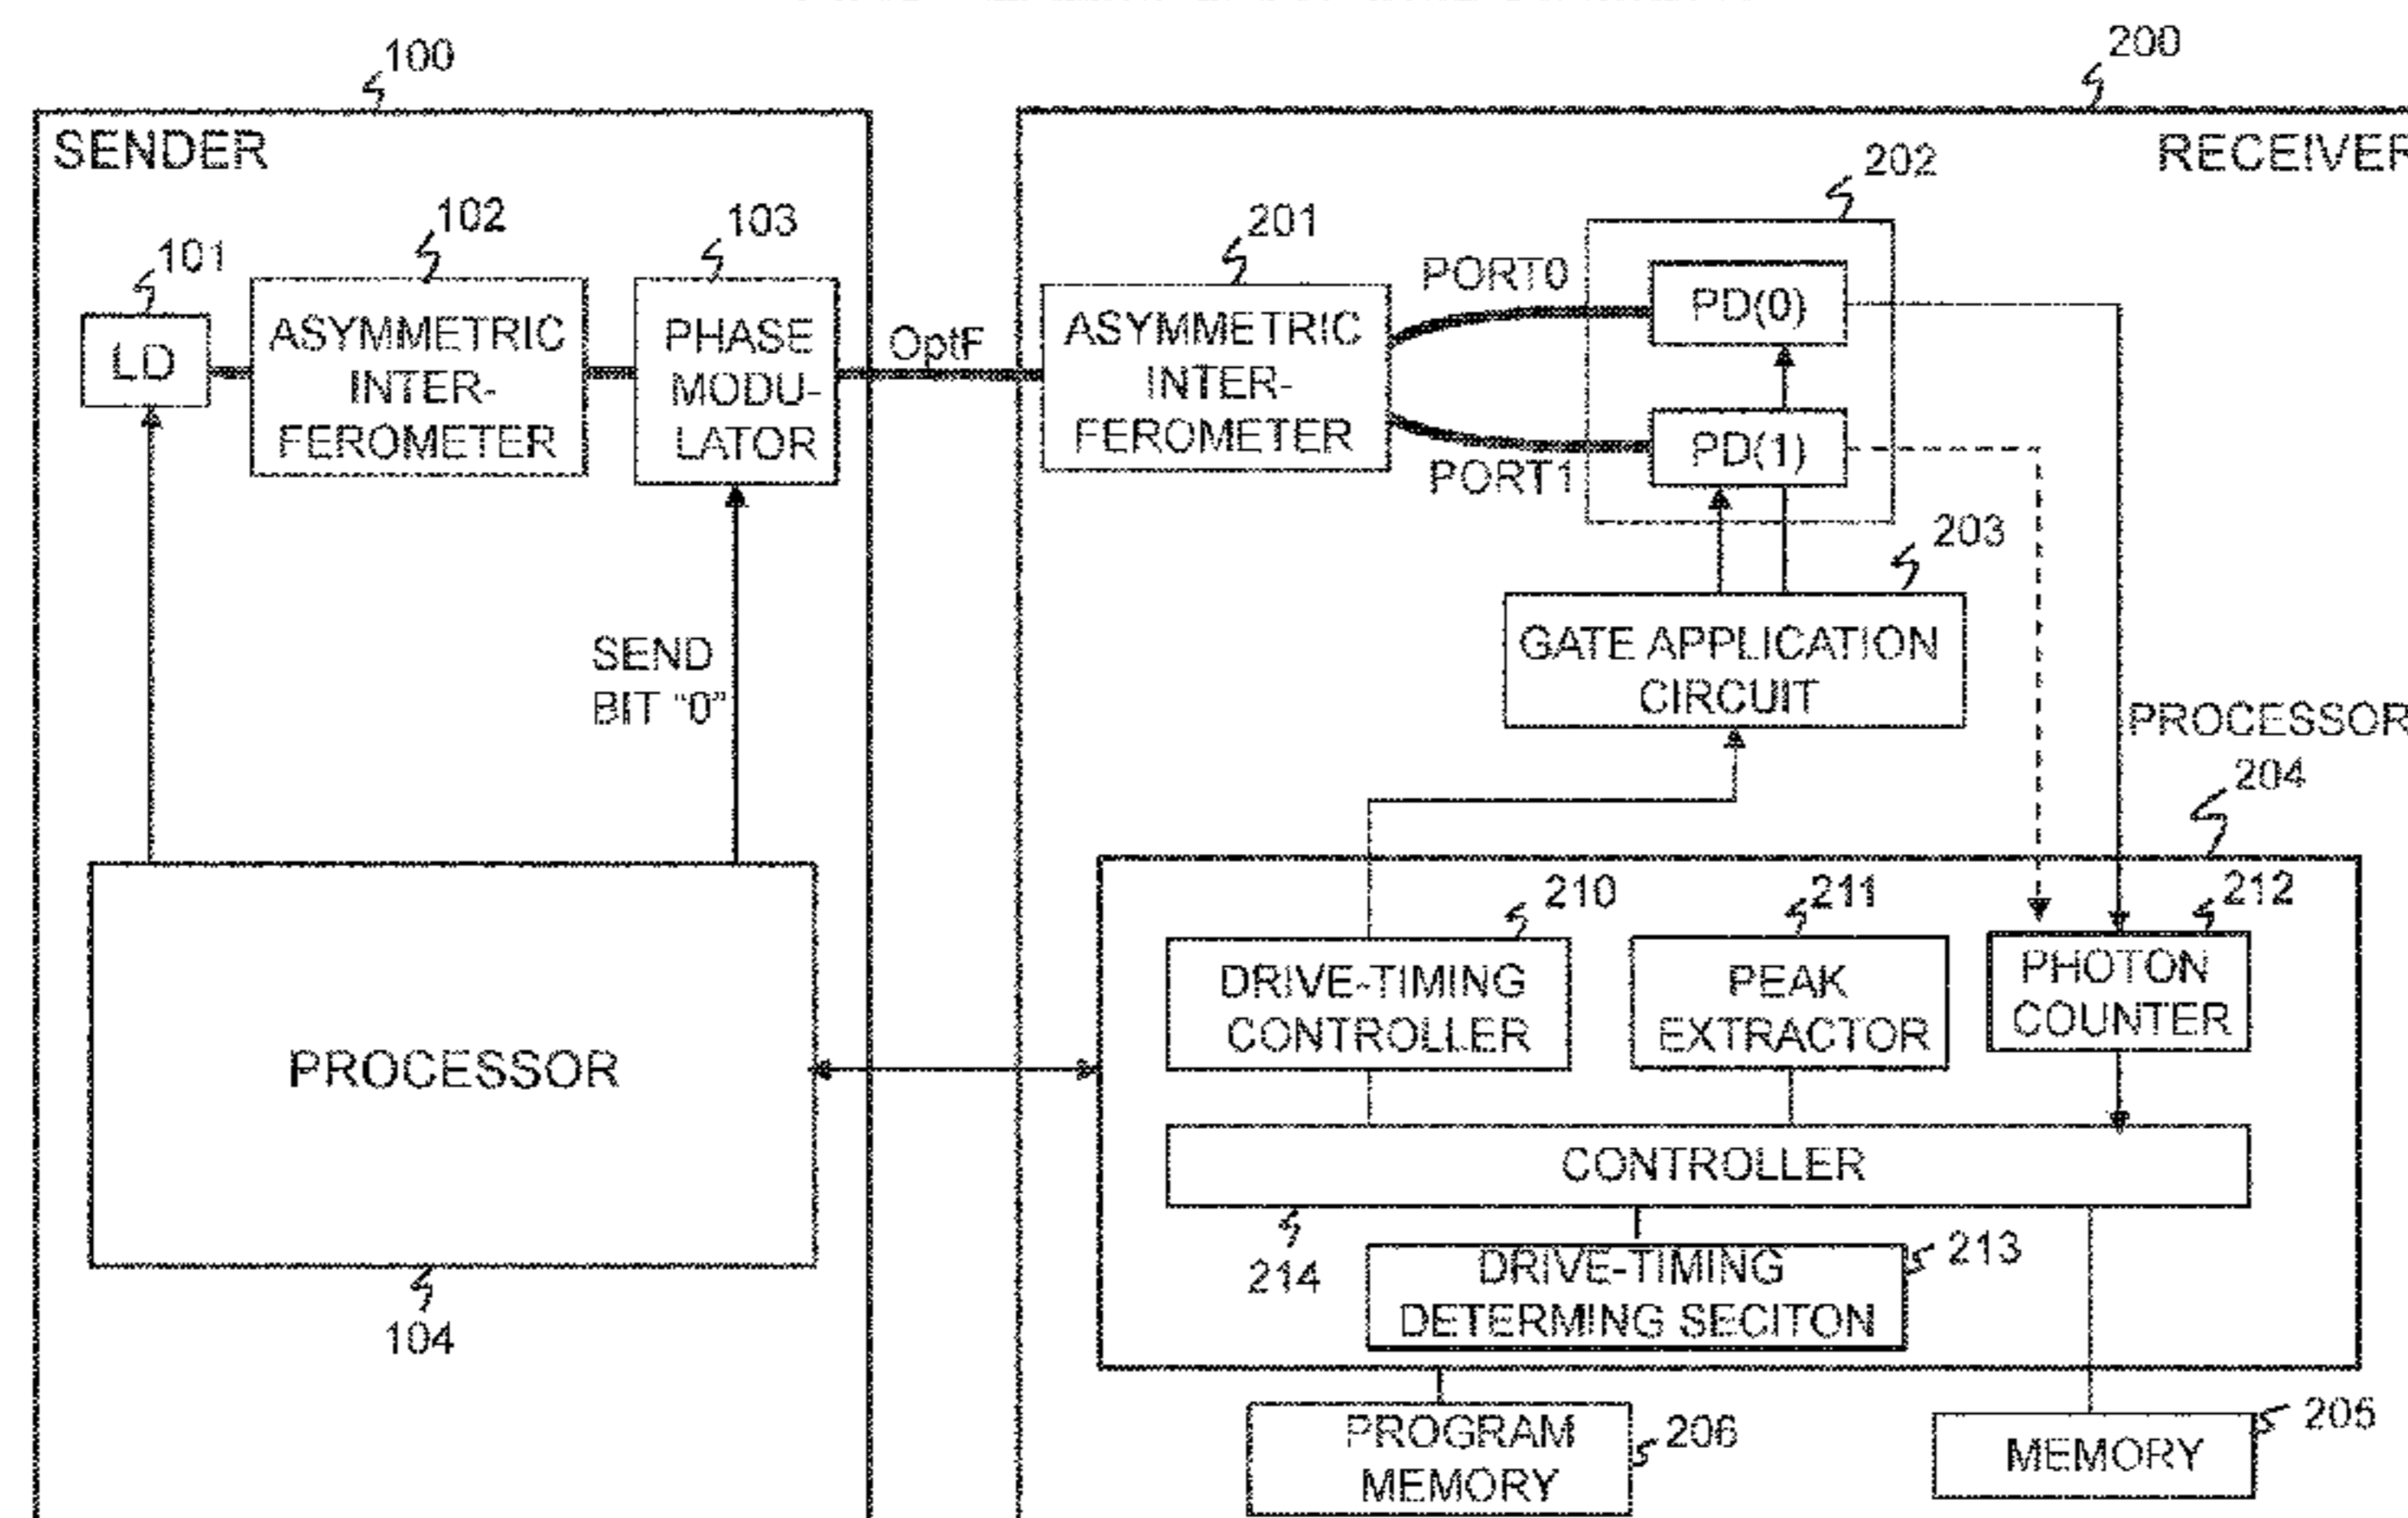 100
200
SENDER
RECEIVER
101
102
103
201
202
LD
ASYMMETRIC
INTER-
FEROMETER
PHASE
MODU-
LATOR
OptF
ASYMMETRIC
INTER-
FEROMETER
PORT0
PORT1
PD(0)
PD(1)
203
GATE APPLICATION
CIRCUIT
SEND
BIT “0”
PROCESSOR
204
PROCESSOR
104
210
211
212
DRIVE-TIMING
CONTROLLER
PEAK
EXTRACTOR
PHOTON
COUNTER
CONTROLLER
214
213
DRIVE-TIMING
DETERMING SECITON
PROGRAM
MEMORY
206
MEMORY
205